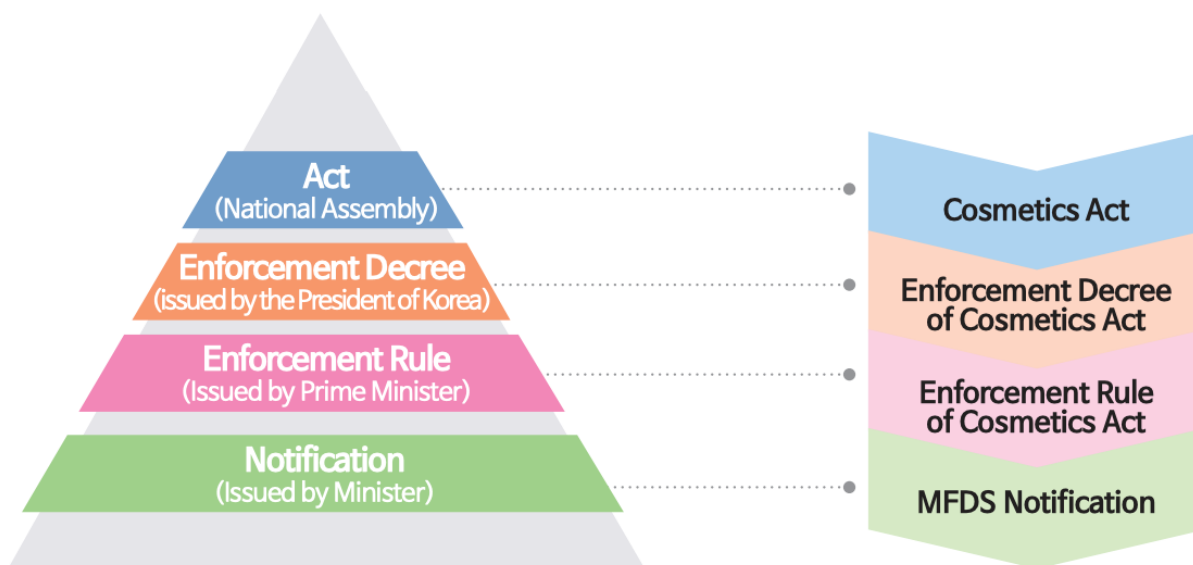 Act
(National Assembly)
Enforcement Decree
(issued by the President of Korea)
Enforcement Rule
(Issued by Prime Minister)
Notification
(Issued by Minister)
Cosmetics Act
Enforcement Decree
of Cosmetics Act
Enforcement Rule
of Cosmetics Act
MFDS Notification